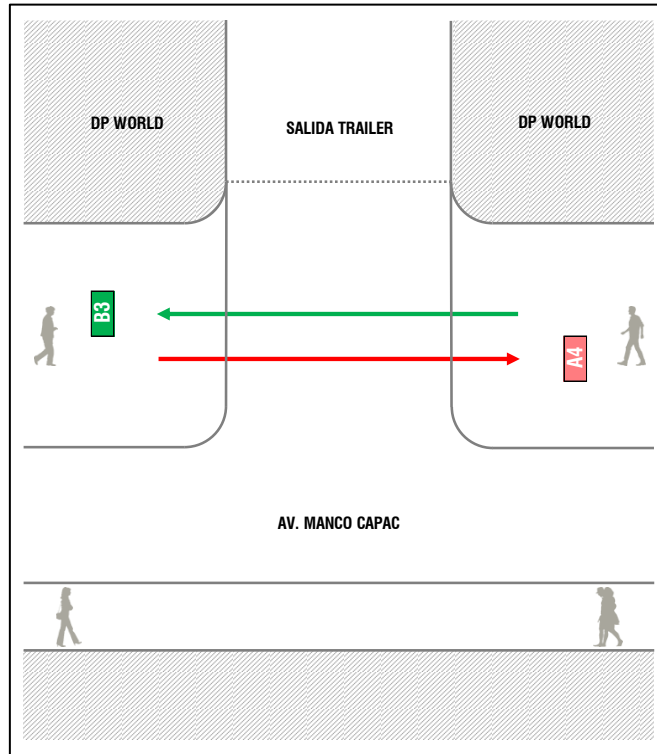 DP WORLD
SALIDA TRAILER
DP WORLD
B3
A4
AV. MANCO CAPAC